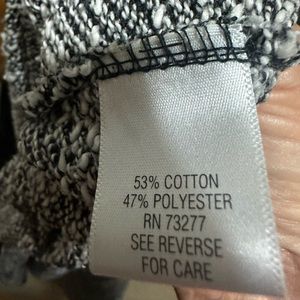 53% COTTON
47% POLYESTER
RN 73277
SEE REVERSE
FOR CARE